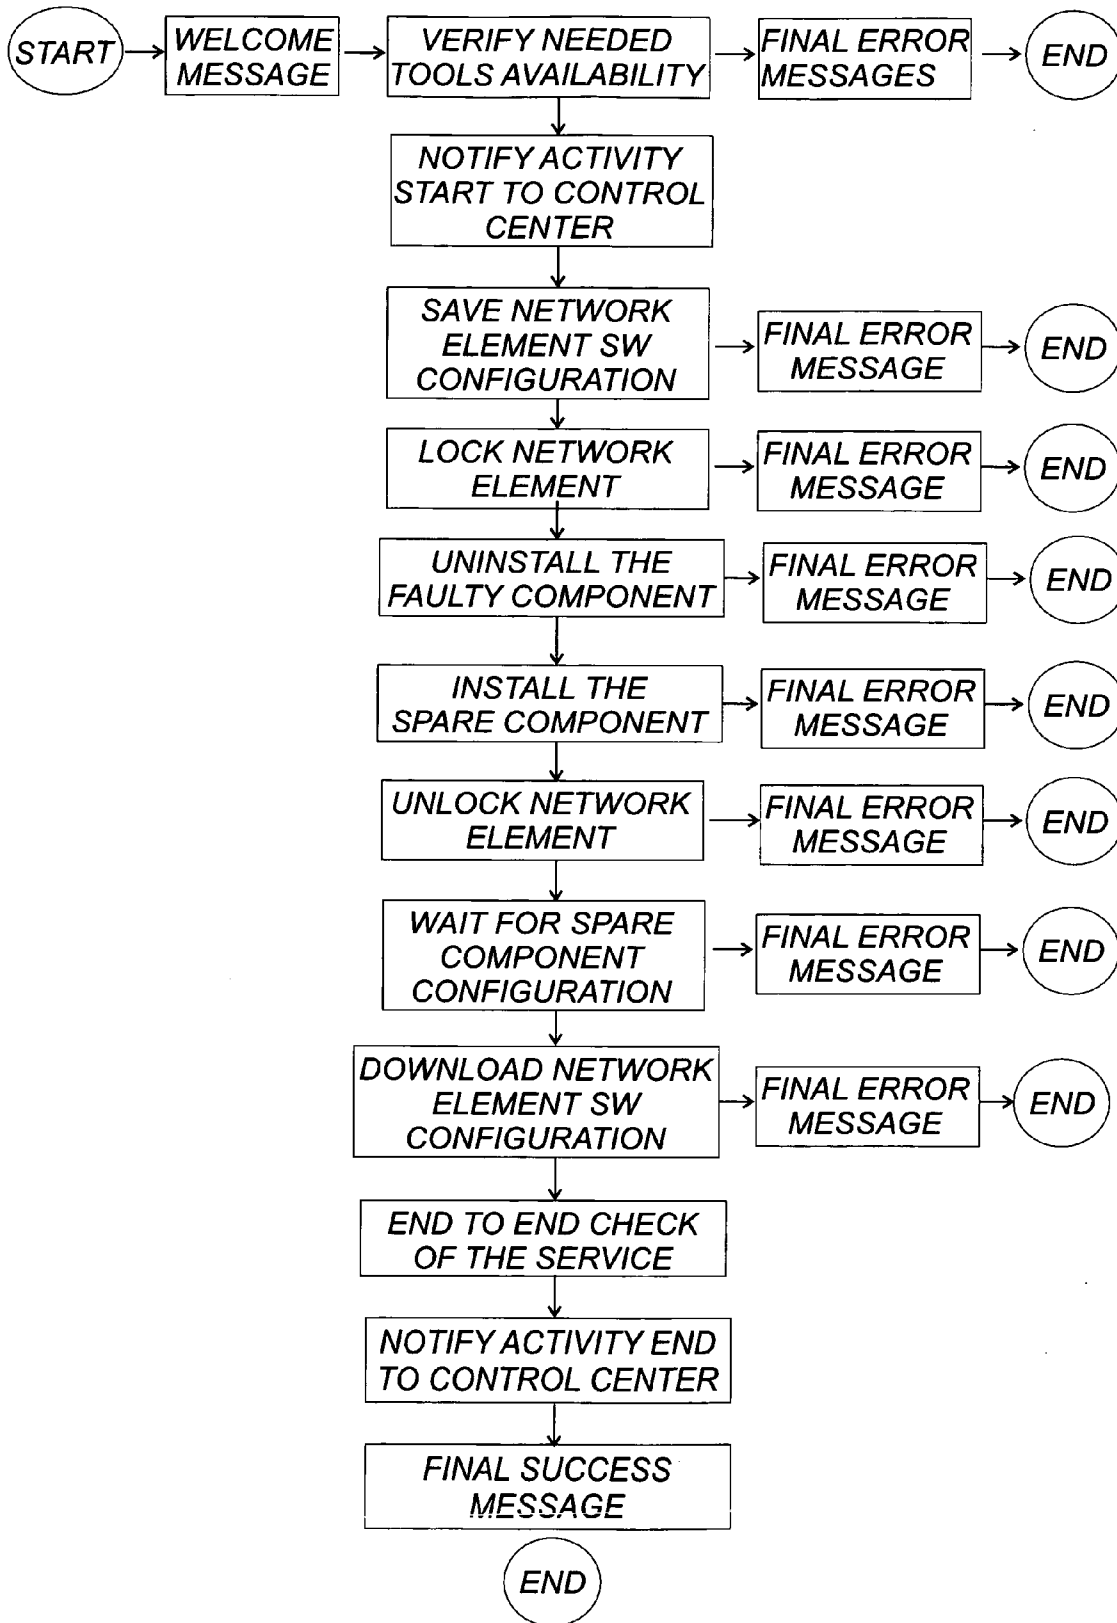 START
WELCOME
MESSAGE
VERIFY NEEDED
TOOLS AVAILABILITY
FINAL ERROR
MESSAGES
END
NOTIFY ACTIVITY
START TO CONTROL
CENTER
SAVE NETWORK
ELEMENT SW
CONFIGURATION
FINAL ERROR
MESSAGE
END
LOCK NETWORK
ELEMENT
FINAL ERROR
MESSAGE
END
UNINSTALL THE
FAULTY COMPONENT
FINAL ERROR
MESSAGE
END
INSTALL THE
SPARE COMPONENT
FINAL ERROR
MESSAGE
END
UNLOCK NETWORK
ELEMENT
FINAL ERROR
MESSAGE
END
WAIT FOR SPARE
COMPONENT
CONFIGURATION
FINAL ERROR
MESSAGE
END
DOWNLOAD NETWORK
ELEMENT SW
CONFIGURATION
FINAL ERROR
MESSAGE
END
END TO END CHECK
OF THE SERVICE
NOTIFY ACTIVITY END
TO CONTROL CENTER
FINAL SUCCESS
MESSAGE
END